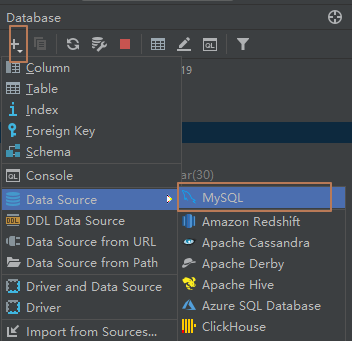 Database
QL
19
Column
Table
Index
Foreign Key
Schema
ar(30)
QL Console
Data Source
MySQL
DDL DDL Data Source
Amazon Redshift
Data Source from URL
Apache Cassandra
Data Source from Path
Apache Derby
Driver and Data Source
Apache Hive
Driver
Azure SQL Database
Import from Sources...
ClickHouse